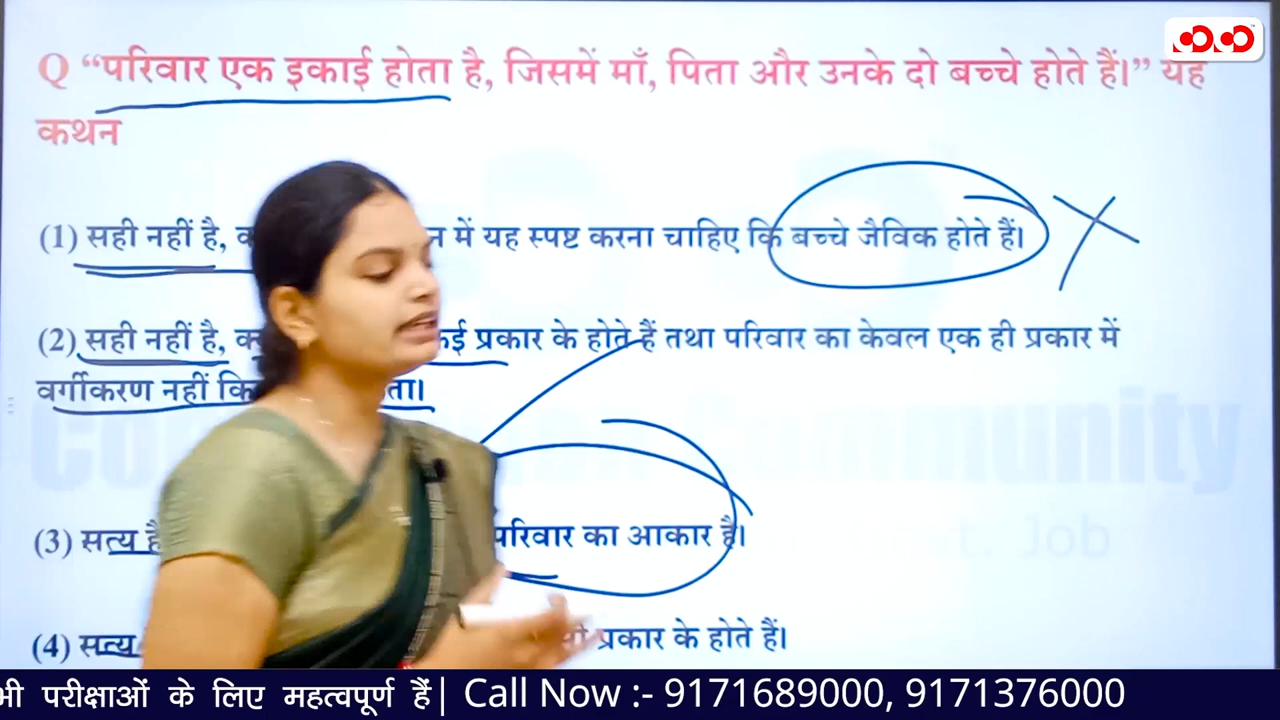 Q “परिवार एक इकाई होता है, जिसमें माँ, पिता और उनके दो बच्चे होते हैं।” यह
कथन
(1) सही नहीं है, में यह स्पष्ट करना चाहिए कि बच्चे जैविक होते हैं।
(2) सही नहीं है, कई प्रकार के होते हैं तथा परिवार का केवल एक ही प्रकार में
वर्गीकरण नहीं
(3) सत्य है परिवार का आकार है।
(4) सत्य प्रकार के होते हैं।
परीक्षाओं के लिए महत्वपूर्ण हैं| Call Now :- 9171689000, 9171376000